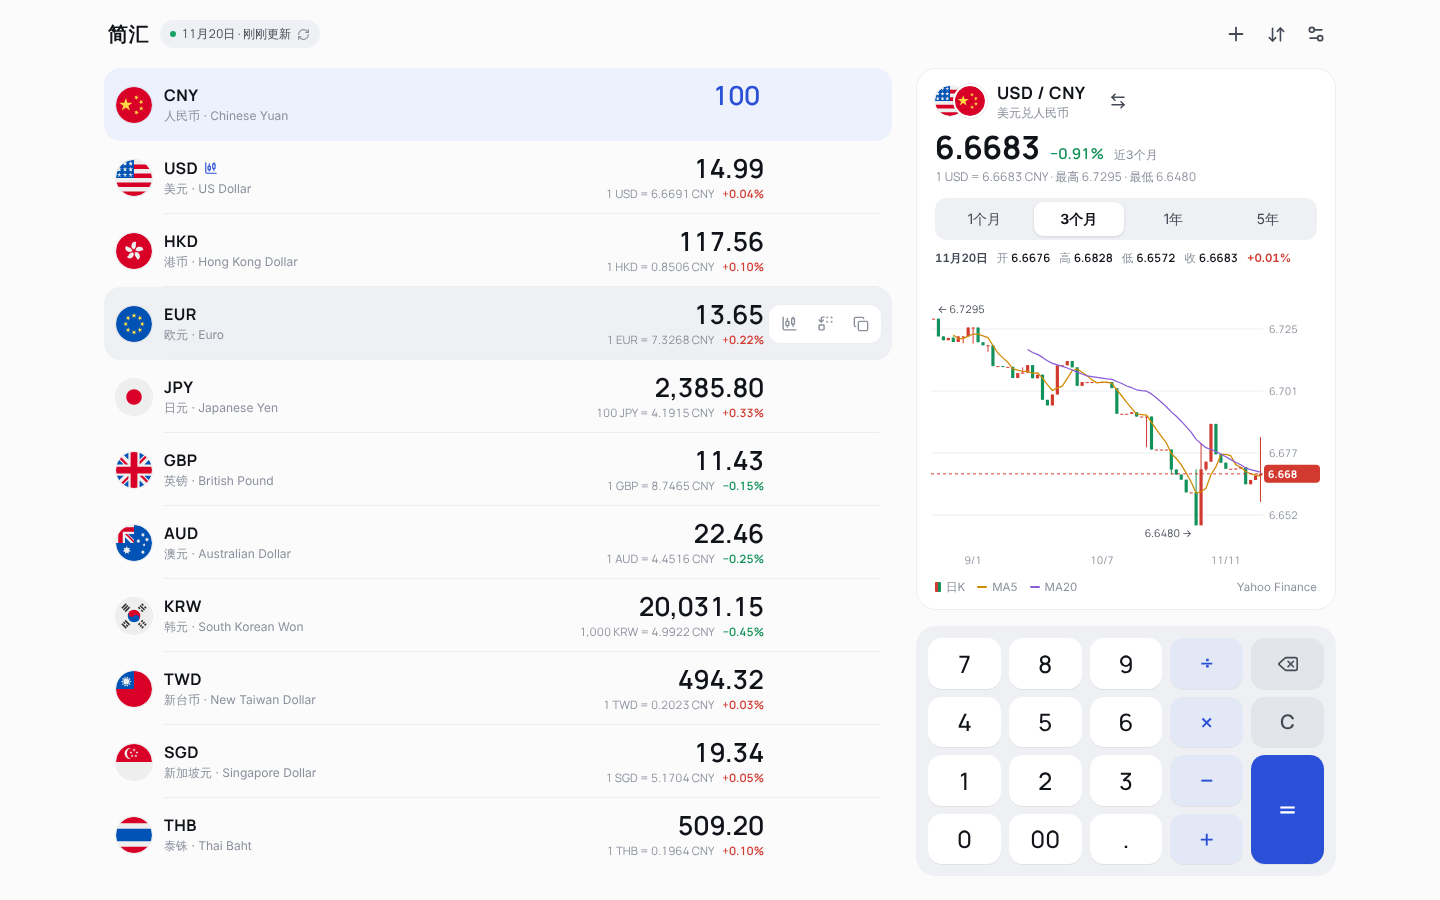 简汇
11月20日 · 刚刚更新
CNY
人民币 · Chinese Yuan
100
USD
美元 · US Dollar
14.99
1 USD = 6.6691 CNY +0.04%
HKD
港币 · Hong Kong Dollar
117.56
1 HKD = 0.8506 CNY +0.10%
EUR
欧元 · Euro
13.65
1 EUR = 7.3268 CNY +0.22%
JPY
日元 · Japanese Yen
2,385.80
100 JPY = 4.1915 CNY +0.33%
GBP
英镑 · British Pound
11.43
1 GBP = 8.7465 CNY −0.15%
AUD
澳元 · Australian Dollar
22.46
1 AUD = 4.4516 CNY −0.25%
KRW
韩元 · South Korean Won
20,031.15
1,000 KRW = 4.9922 CNY −0.45%
TWD
新台币 · New Taiwan Dollar
494.32
1 TWD = 0.2023 CNY +0.03%
SGD
新加坡元 · Singapore Dollar
19.34
1 SGD = 5.1704 CNY +0.05%
THB
泰铢 · Thai Baht
509.20
1 THB = 0.1964 CNY +0.10%
USD / CNY
美元兑人民币
6.6683 −0.91% 近3个月
1 USD = 6.6683 CNY · 最高 6.7295 · 最低 6.6480
1个月 3个月 1年 5年
11月20日 开 6.6676 高 6.6828 低 6.6572 收 6.6683 +0.01%
← 6.7295
6.725
6.701
6.677
6.668
6.652
6.6480 →
9/1 10/7 11/11
日K MA5 MA20 Yahoo Finance
7 8 9 ÷
4 5 6 × C
1 2 3 −
0 00 . + =